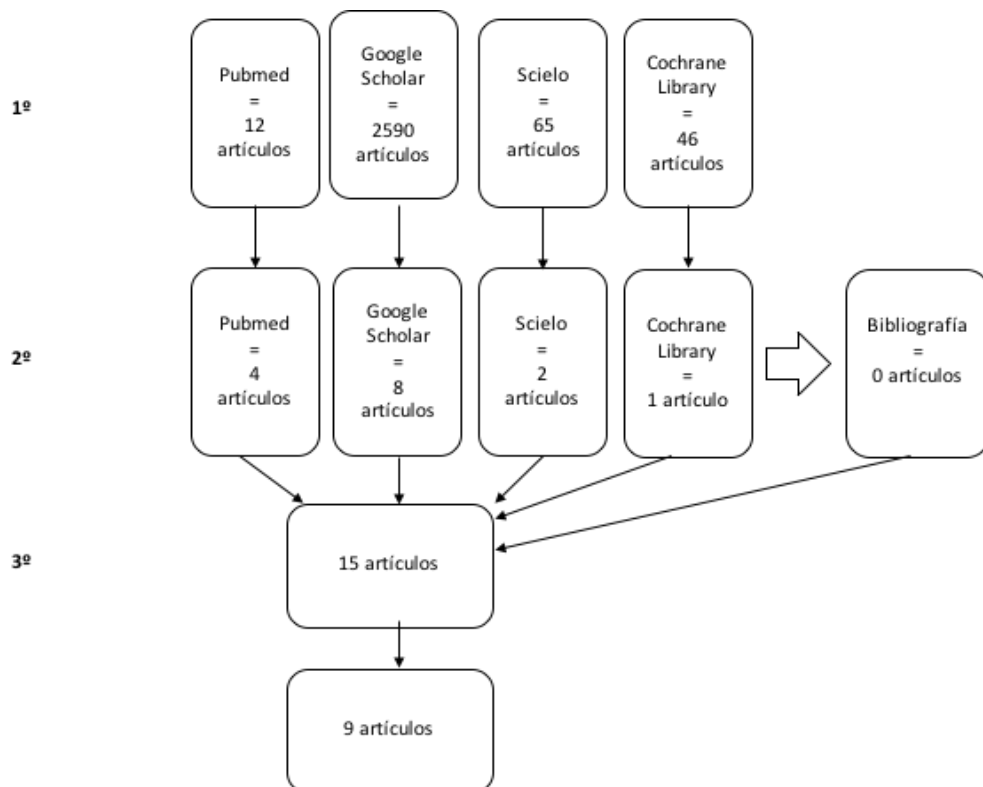 1º
Pubmed
=
12
artículos
Google
Scholar
=
2590
artículos
Scielo
=
65
artículos
Cochrane
Library
=
46
artículos
2º
Pubmed
=
4
artículos
Google
Scholar
=
8
artículos
Scielo
=
2
artículos
Cochrane
Library
=
1 artículo
Bibliografía
=
0 artículos
3º
15 artículos
9 artículos